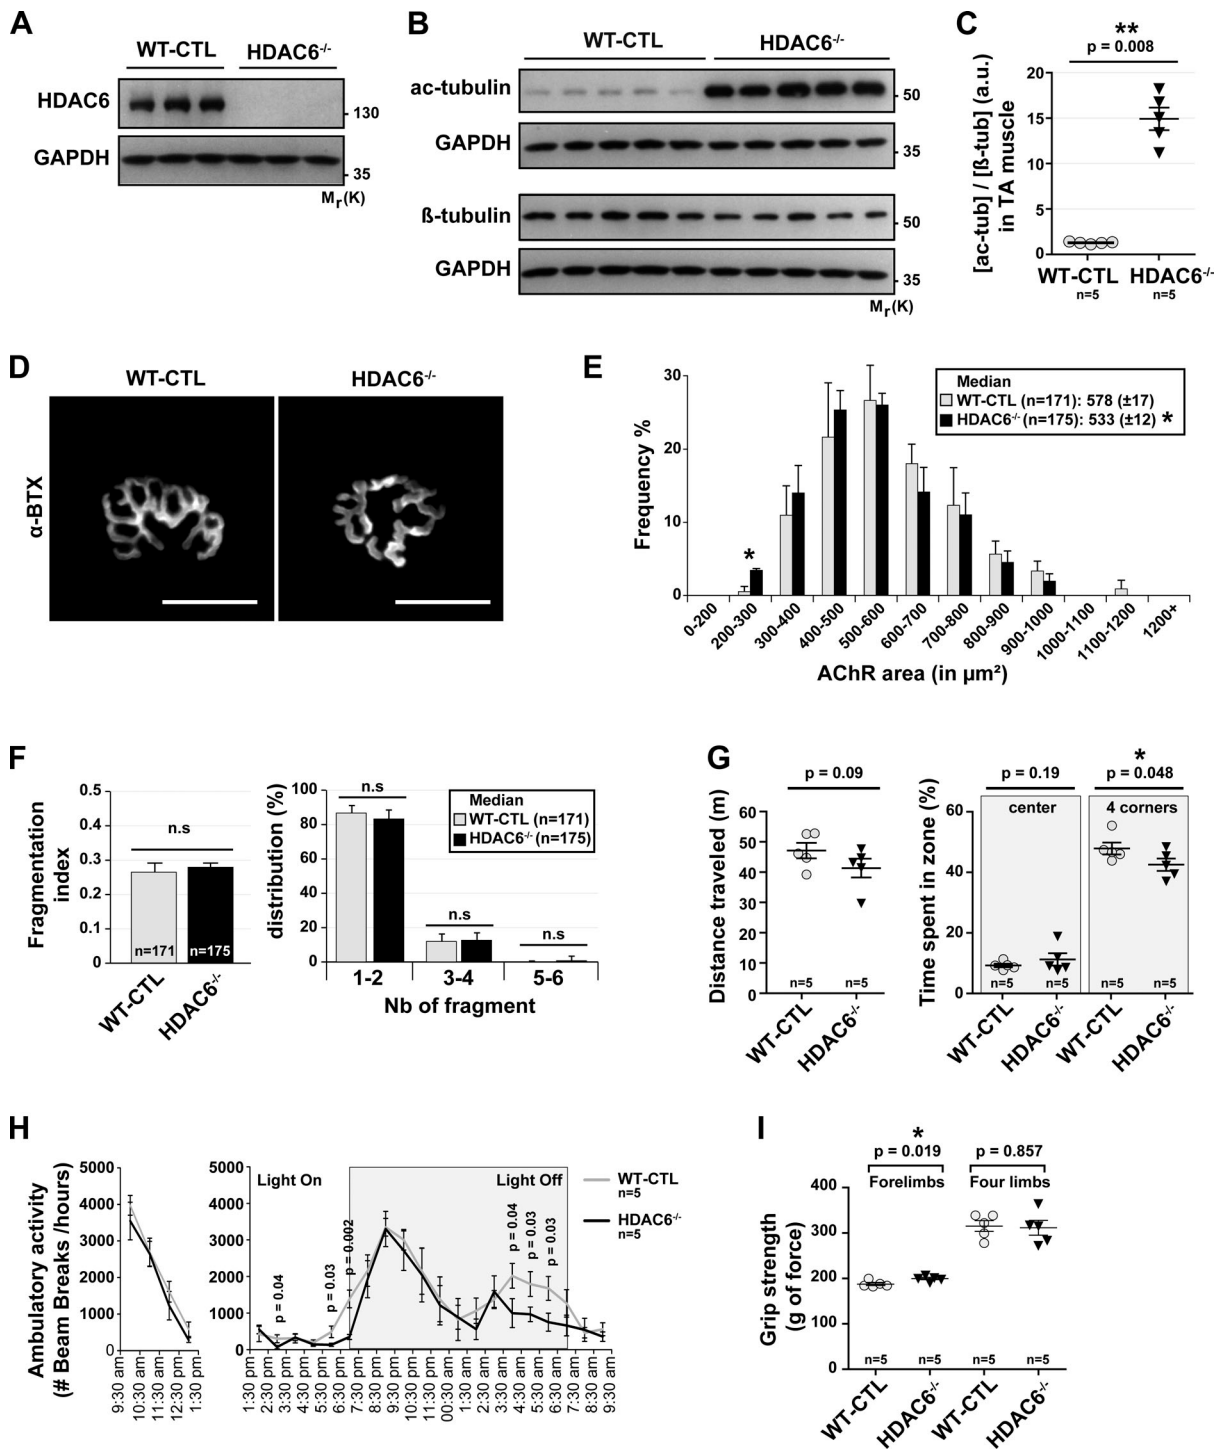 A
WT-CTL HDAC6-/-
HDAC6
130
GAPDH
35
Mr(K)
B
WT-CTL HDAC6-/-
ac-tubulin
50
GAPDH
35
ß-tubulin
50
GAPDH
35
Mr(K)
C
**
p = 0.008
[ac-tub] / [ß-tub] (a.u.)
in TA muscle
20
15
10
5
0
WT-CTL HDAC6-/-
n=5 n=5
D
WT-CTL HDAC6-/-
α-BTX
E
Frequency %
30
20
10
0
Median
WT-CTL (n=171): 578 (±17)
HDAC6-/- (n=175): 533 (±12) *
*
0-200 200-300 300-400 400-500 500-600 600-700 700-800 800-900 900-1000 1000-1100 1100-1200 1200+
AChR area (in µm²)
F
Fragmentation
index
0.5
0.4
0.3
0.2
0.1
0
n.s
n=171 n=175
WT-CTL HDAC6-/-
distribution (%)
100
80
60
40
20
0
n.s
n.s
n.s
Median
WT-CTL (n=171)
HDAC6-/- (n=175)
1-2 3-4 5-6
Nb of fragment
G
p = 0.09
Distance traveled (m)
60
50
40
30
20
10
0
n=5 n=5
WT-CTL HDAC6-/-
*
p = 0.19 p = 0.048
Time spent in zone (%)
center 4 corners
60
40
20
0
n=5 n=5 n=5 n=5
WT-CTL HDAC6-/- WT-CTL HDAC6-/-
H
Ambulatory activity
(# Beam Breaks /hours)
5000
4000
3000
2000
1000
0
9:30 am 10:30 am 11:30 am 12:30 pm 1:30 pm
5000
4000
3000
2000
1000
0
Light On Light Off
p = 0.04
p = 0.03
p = 0.002
p = 0.04
p = 0.03
p = 0.03
WT-CTL
n=5
HDAC6-/-
n=5
1:30 pm 2:30 pm 3:30 pm 4:30 pm 5:30 pm 6:30 pm 7:30 pm 8:30 pm 9:30 pm 10:30 pm 11:30 pm 00:30 am 1:30 am 2:30 am 3:30 am 4:30 am 5:30 am 6:30 am 7:30 am 8:30 am 9:30 am
I
*
p = 0.019 p = 0.857
Forelimbs Four limbs
Grip strength
(g of force)
400
300
200
100
0
n=5 n=5 n=5 n=5
WT-CTL HDAC6-/- WT-CTL HDAC6-/-